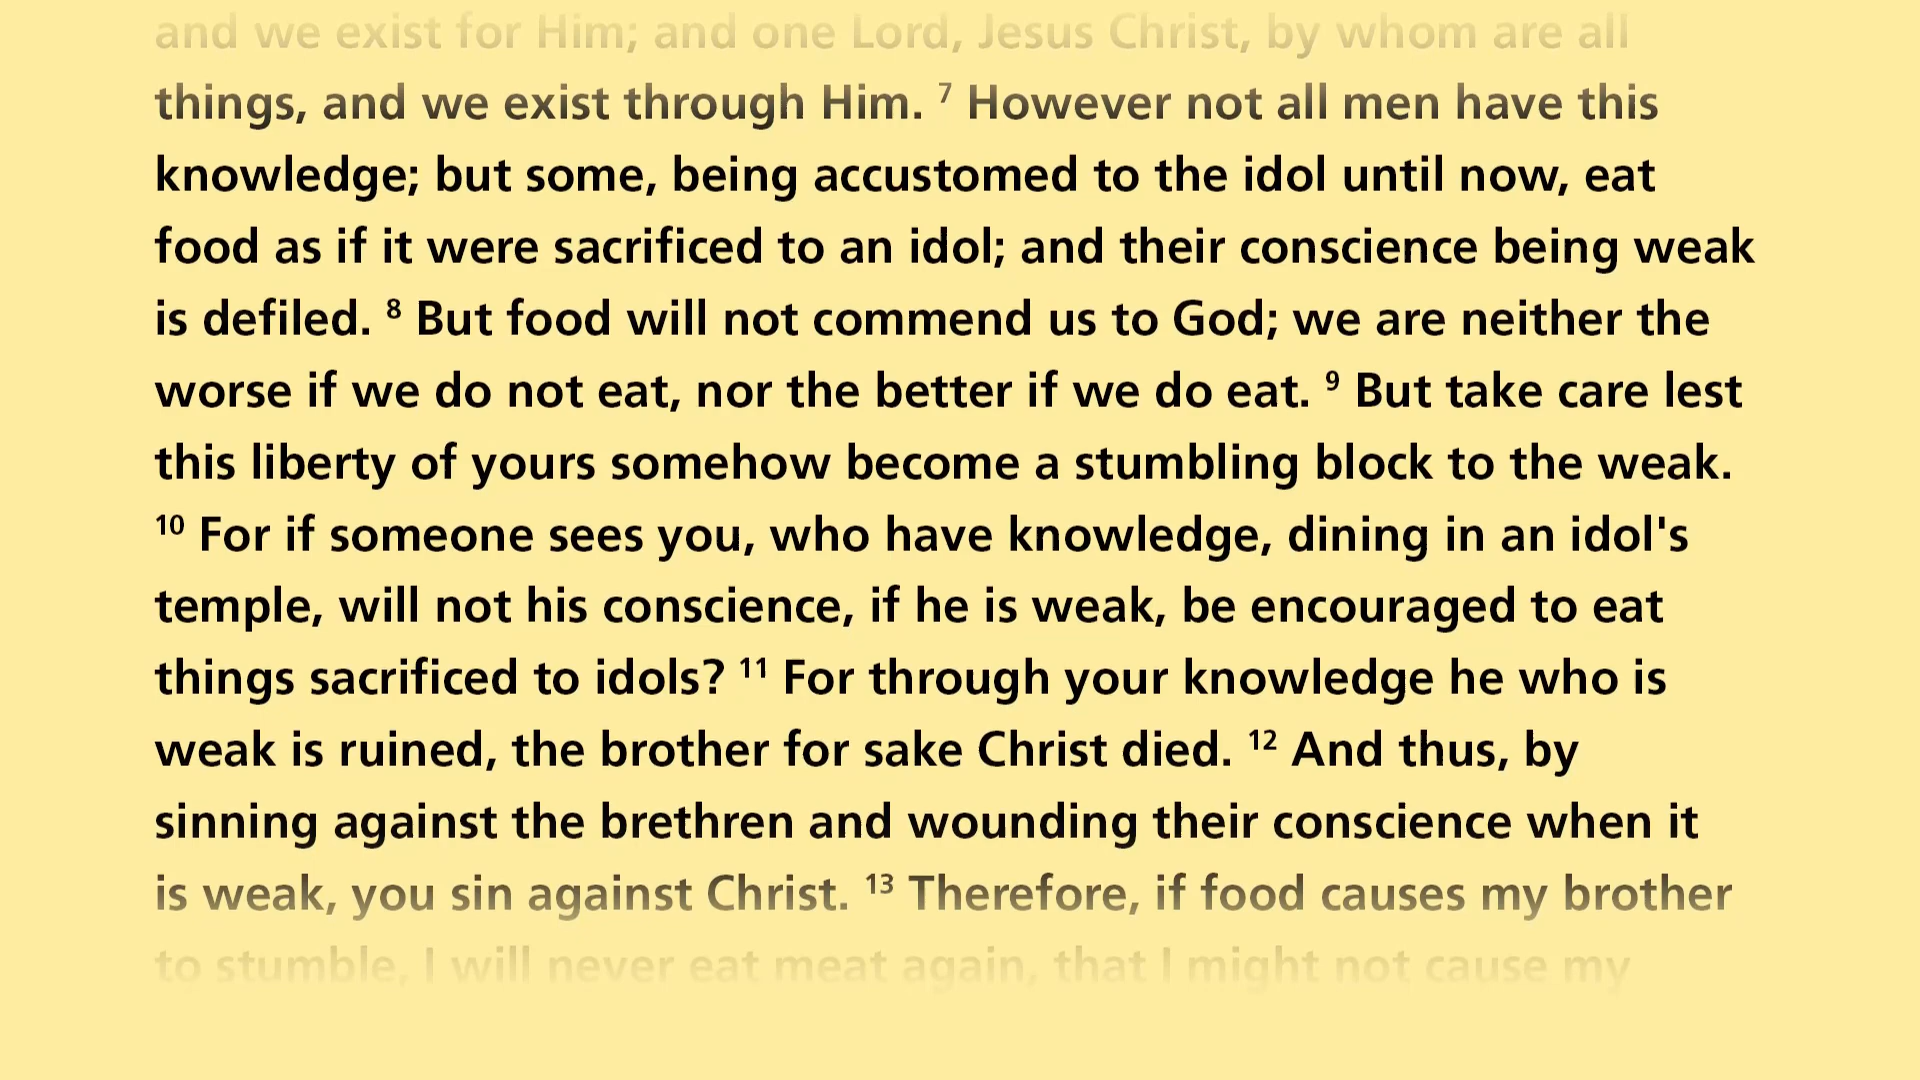 and we exist for Him; and one Lord, Jesus Christ, by whom are all
things, and we exist through Him. ⁷ However not all men have this
knowledge; but some, being accustomed to the idol until now, eat
food as if it were sacrificed to an idol; and their conscience being weak
is defiled. ⁸ But food will not commend us to God; we are neither the
worse if we do not eat, nor the better if we do eat. ⁹ But take care lest
this liberty of yours somehow become a stumbling block to the weak.
¹⁰ For if someone sees you, who have knowledge, dining in an idol's
temple, will not his conscience, if he is weak, be encouraged to eat
things sacrificed to idols? ¹¹ For through your knowledge he who is
weak is ruined, the brother for sake Christ died. ¹² And thus, by
sinning against the brethren and wounding their conscience when it
is weak, you sin against Christ. ¹³ Therefore, if food causes my brother
to stumble, I will never eat meat again, that I might not cause my